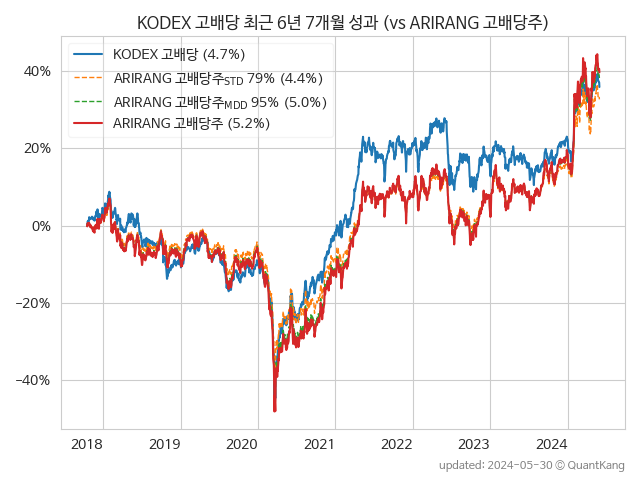 KODEX 고배당 최근 6년 7개월 성과 (vs ARIRANG 고배당주)
KODEX 고배당 (4.7%)
ARIRANG 고배당주STD 79% (4.4%)
ARIRANG 고배당주MDD 95% (5.0%)
ARIRANG 고배당주 (5.2%)
40%
20%
0%
−20%
−40%
2018 2019 2020 2021 2022 2023 2024
updated: 2024-05-30 © QuantKang